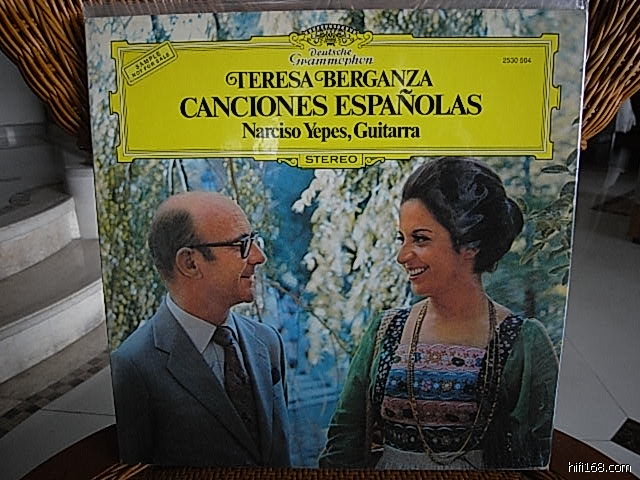 SAMPLE
NOT FOR SALE
Deutsche
Grammophon
2530 504
TERESA BERGANZA
CANCIONES ESPAÑOLAS
Narciso Yepes, Guitarra
STEREO
hifi168.com